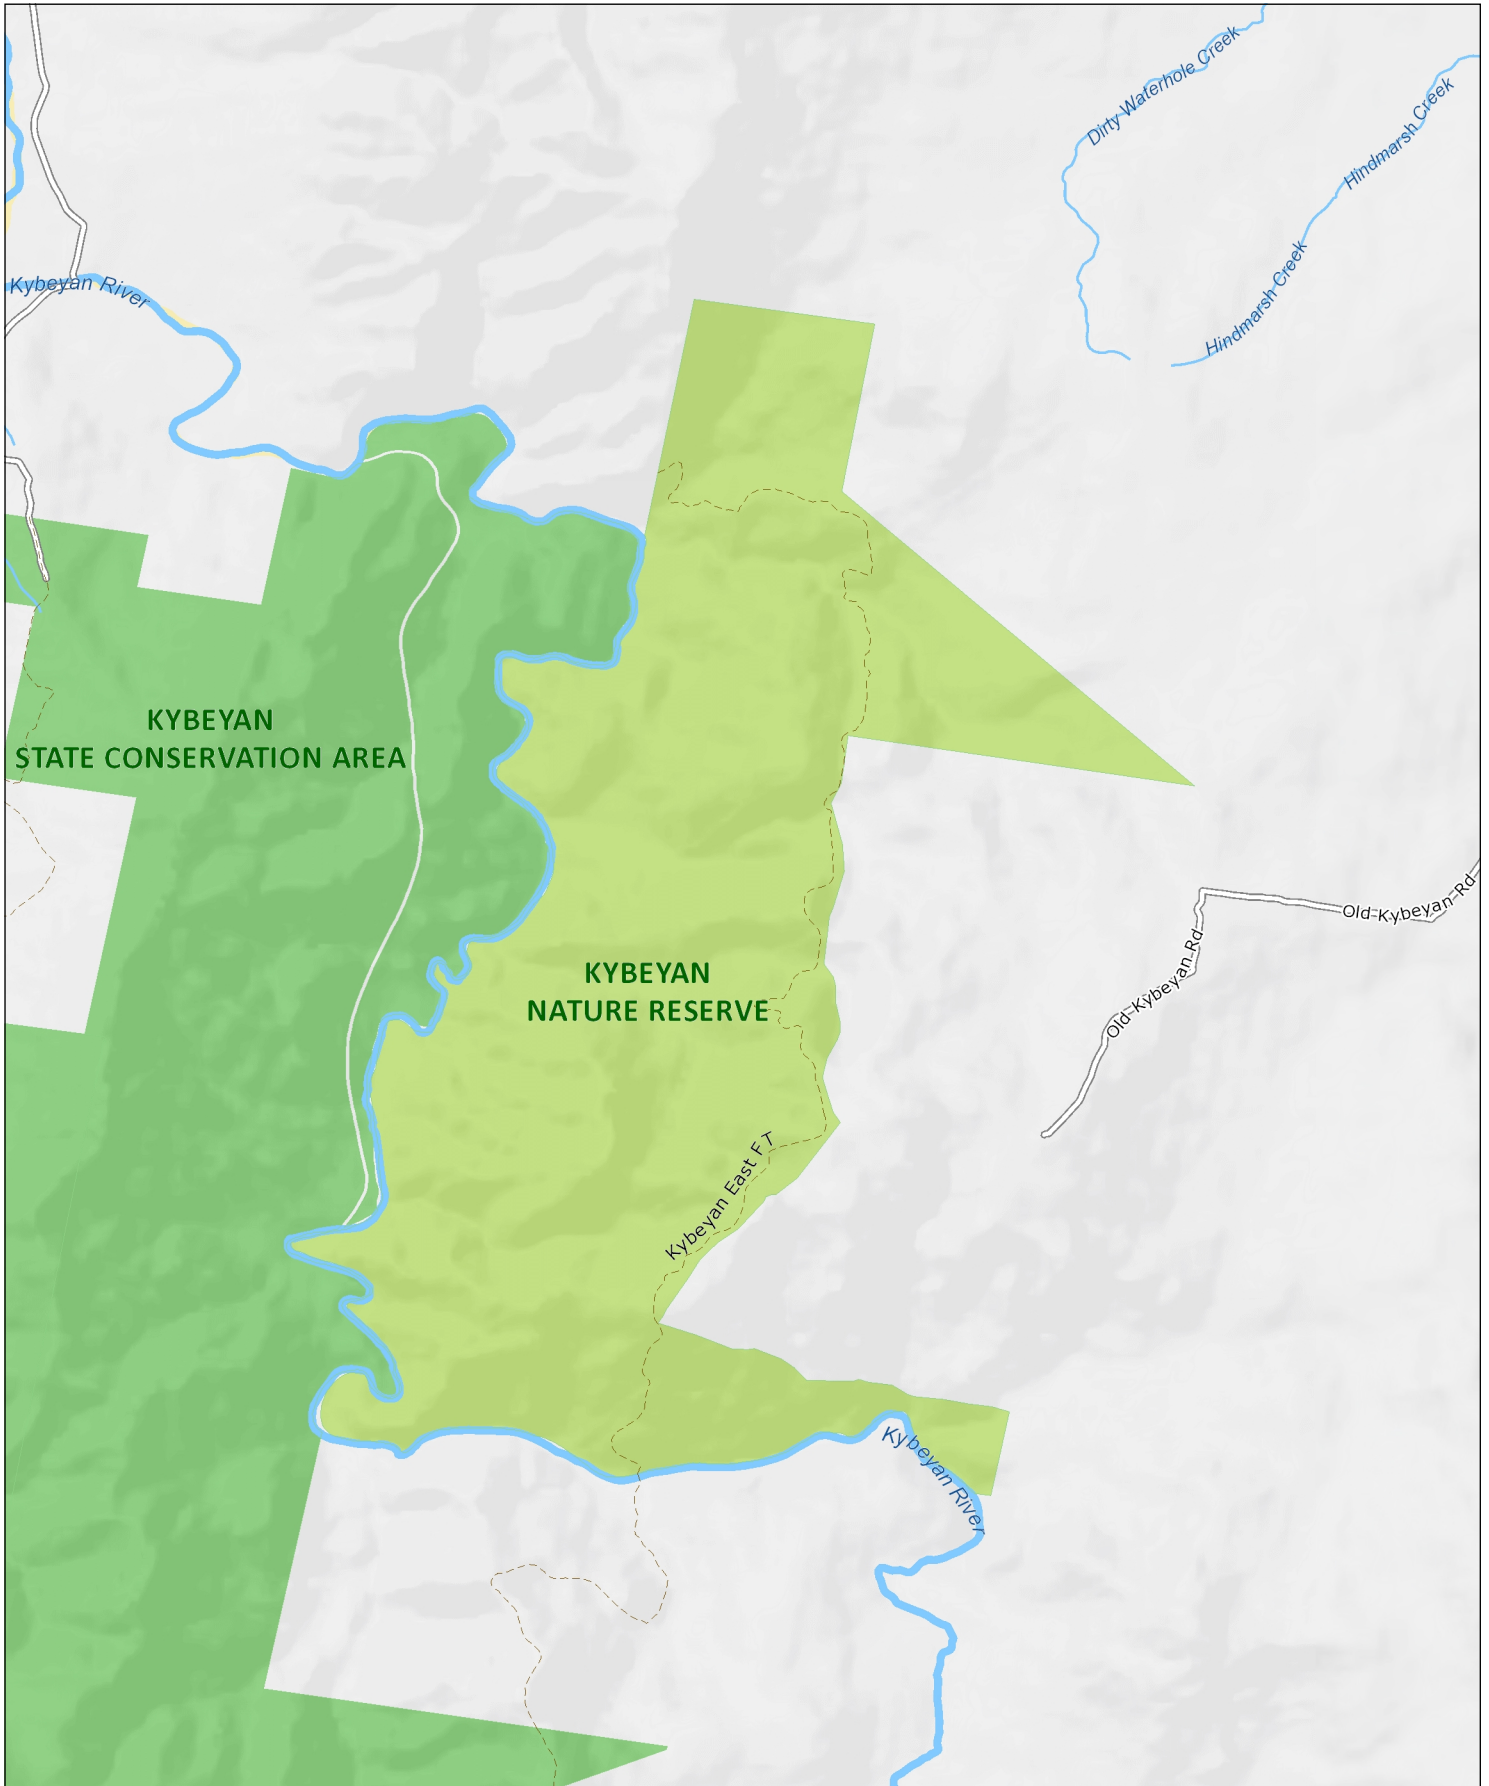 Dirty Waterhole Creek
Hindmarsh Creek
Kybeyan River
Hindmarsh Creek
KYBEYAN
STATE CONSERVATION AREA
Old Kybeyan Rd
Old Kybeyan Rd
KYBEYAN
NATURE RESERVE
Kybeyan East F T
Kybeyan River